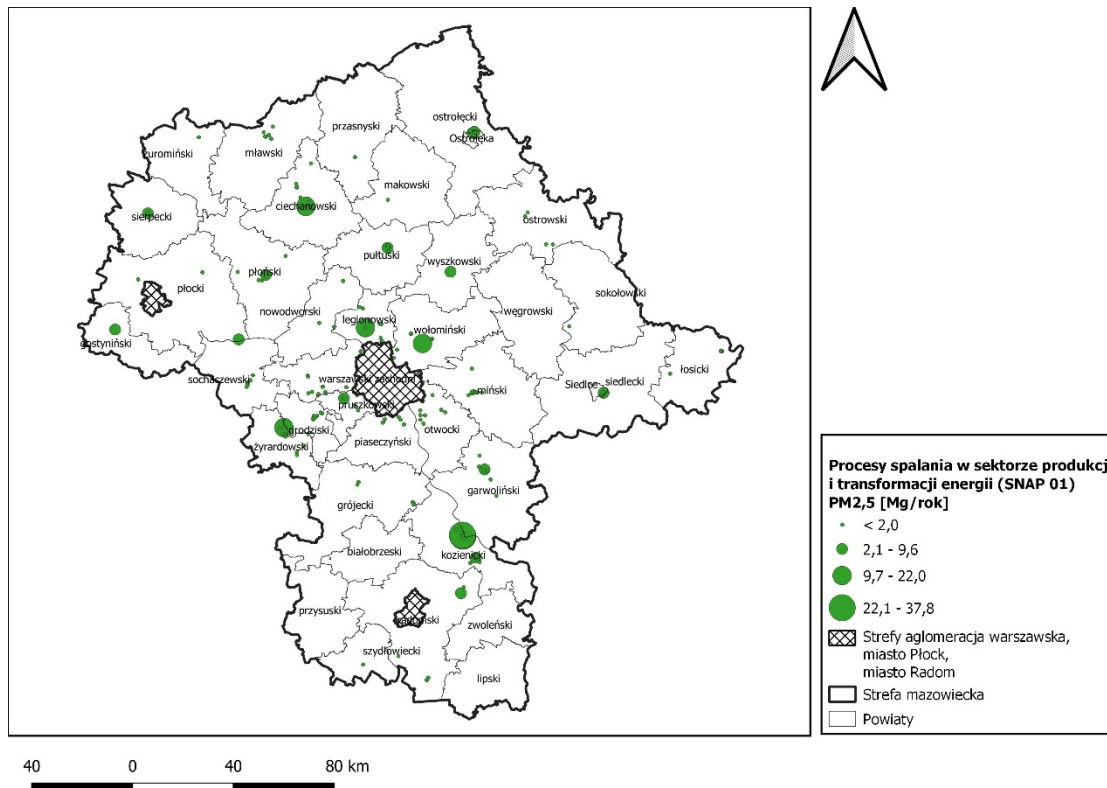 ostrołęcki
przasnyski
Ostrołęka
żuromiński
mławski
makowski
ciechanowski
sierpecki
ostrowski
pułtuski
wyszkowski
płoński
płocki
sokołowski
nowodworski
węgrowski
legionowski
wołomiński
gostyniński
łosicki
sochaczewski
warszawski zachodni
miński
Siedlce
siedlecki
pruszkowski
grodziski
otwocki
piaseczyński
żyrardowski
garwoliński
grójecki
białobrzeski
kozienicki
przysuski
radomski
zwoleński
szydłowiecki
lipski
Procesy spalania w sektorze produkcj
i transformacji energii (SNAP 01)
PM2,5 [Mg/rok]
< 2,0
2,1 - 9,6
9,7 - 22,0
22,1 - 37,8
Strefy aglomeracja warszawska,
miasto Płock,
miasto Radom
Strefa mazowiecka
Powiaty
40 0 40 80 km